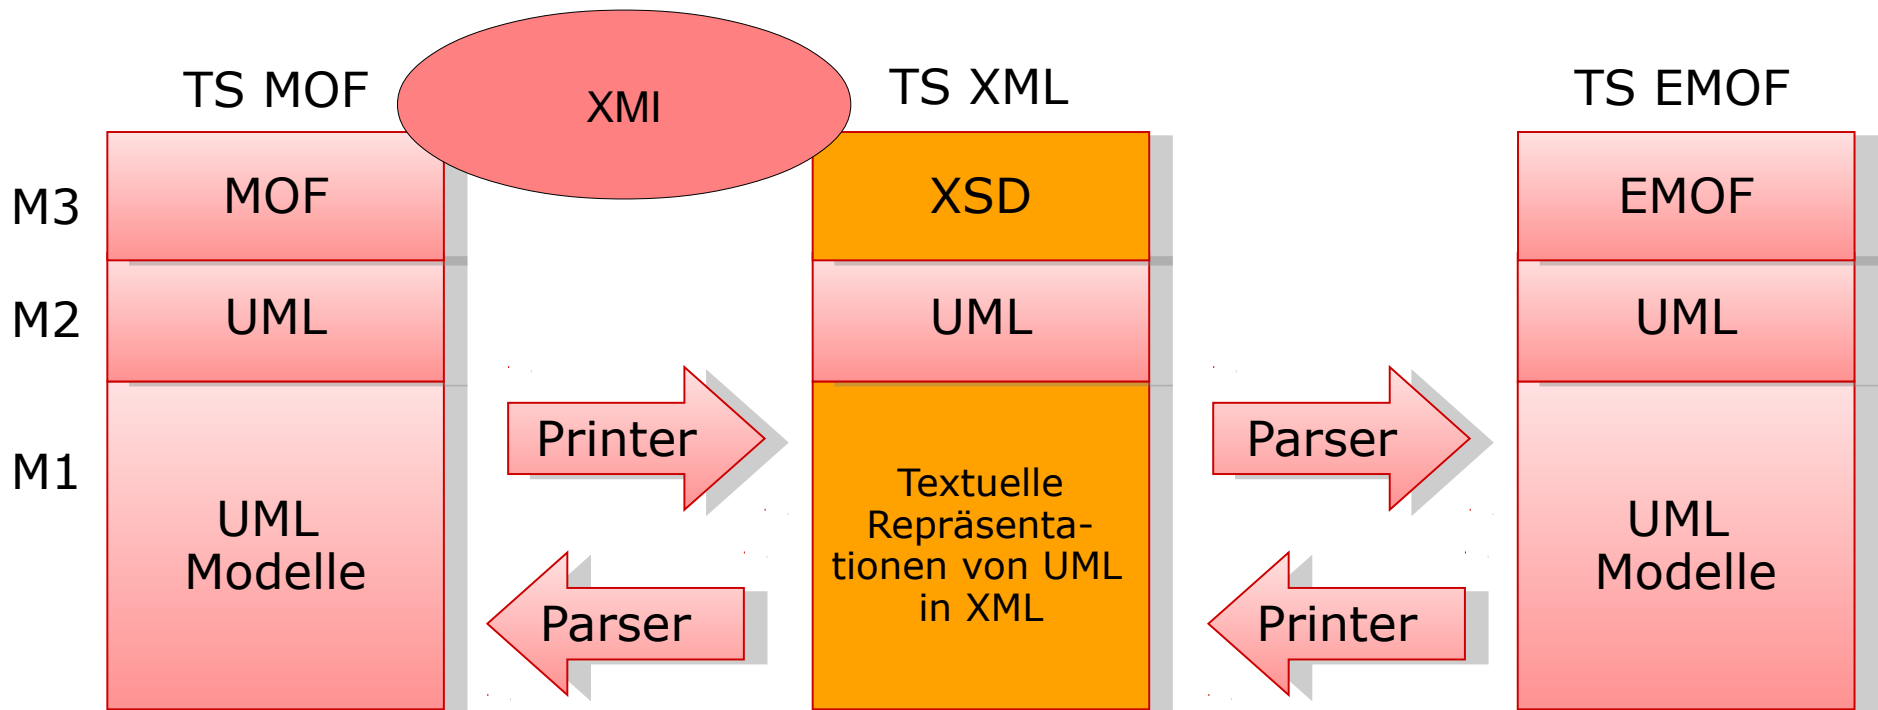 TS MOF
XMI
TS XML
TS EMOF
M3
MOF
XSD
EMOF
M2
UML
UML
UML
M1
Printer
Parser
UML
Modelle
Textuelle
Repräsenta-
tionen von UML
in XML
UML
Modelle
Parser
Printer